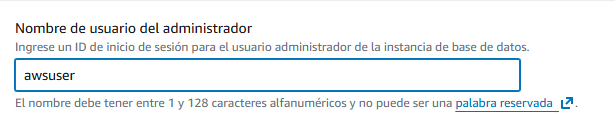 Nombre de usuario del administrador
Ingrese un ID de inicio de sesión para el usuario administrador de la instancia de base de datos.
awsuser
El nombre debe tener entre 1 y 128 caracteres alfanuméricos y no puede ser una palabra reservada.